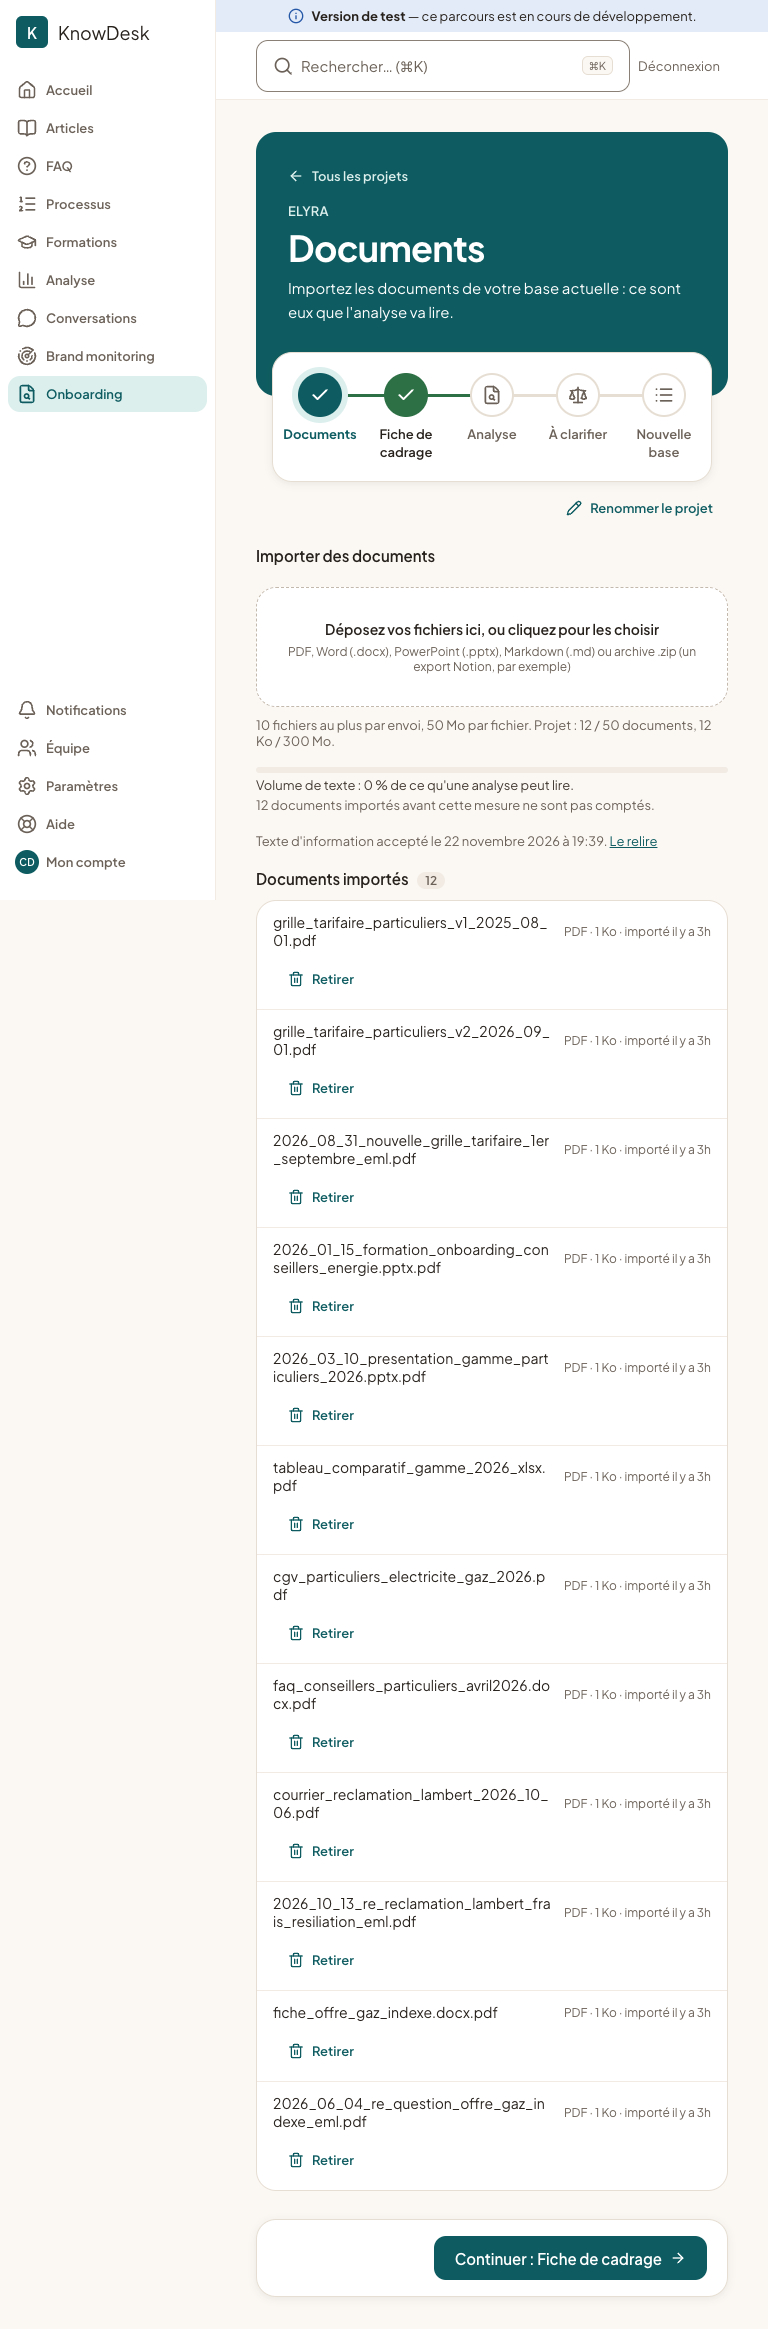 K KnowDesk
Accueil
Articles
FAQ
Processus
Formations
Analyse
Conversations
Brand monitoring
Onboarding
Notifications
Équipe
Paramètres
Aide
CD Mon compte
Version de test — ce parcours est en cours de développement.
Rechercher... (⌘K) ⌘K Déconnexion
Tous les projets
ELYRA
Documents
Importez les documents de votre base actuelle : ce sont
eux que l'analyse va lire.
Documents Fiche de Analyse À clarifier Nouvelle
cadrage base
Renommer le projet
Importer des documents
Déposez vos fichiers ici, ou cliquez pour les choisir
PDF, Word (.docx), PowerPoint (.pptx), Markdown (.md) ou archive .zip (un
export Notion, par exemple)
10 fichiers au plus par envoi, 50 Mo par fichier. Projet : 12 / 50 documents, 12
Ko / 300 Mo.
Volume de texte : 0 % de ce qu'une analyse peut lire.
12 documents importés avant cette mesure ne sont pas comptés.
Texte d'information accepté le 22 novembre 2026 à 19:39. Le relire
Documents importés 12
grille_tarifaire_particuliers_v1_2025_08_ PDF · 1 Ko · importé il y a 3h
01.pdf
Retirer
grille_tarifaire_particuliers_v2_2026_09_ PDF · 1 Ko · importé il y a 3h
01.pdf
Retirer
2026_08_31_nouvelle_grille_tarifaire_1er PDF · 1 Ko · importé il y a 3h
_septembre_eml.pdf
Retirer
2026_01_15_formation_onboarding_con PDF · 1 Ko · importé il y a 3h
seillers_energie.pptx.pdf
Retirer
2026_03_10_presentation_gamme_part PDF · 1 Ko · importé il y a 3h
iculiers_2026.pptx.pdf
Retirer
tableau_comparatif_gamme_2026_xlsx. PDF · 1 Ko · importé il y a 3h
pdf
Retirer
cgv_particuliers_electricite_gaz_2026.p PDF · 1 Ko · importé il y a 3h
df
Retirer
faq_conseillers_particuliers_avril2026.do PDF · 1 Ko · importé il y a 3h
cx.pdf
Retirer
courrier_reclamation_lambert_2026_10_ PDF · 1 Ko · importé il y a 3h
06.pdf
Retirer
2026_10_13_re_reclamation_lambert_fra PDF · 1 Ko · importé il y a 3h
is_resiliation_eml.pdf
Retirer
fiche_offre_gaz_indexe.docx.pdf PDF · 1 Ko · importé il y a 3h
Retirer
2026_06_04_re_question_offre_gaz_in PDF · 1 Ko · importé il y a 3h
dexe_eml.pdf
Retirer
Continuer : Fiche de cadrage